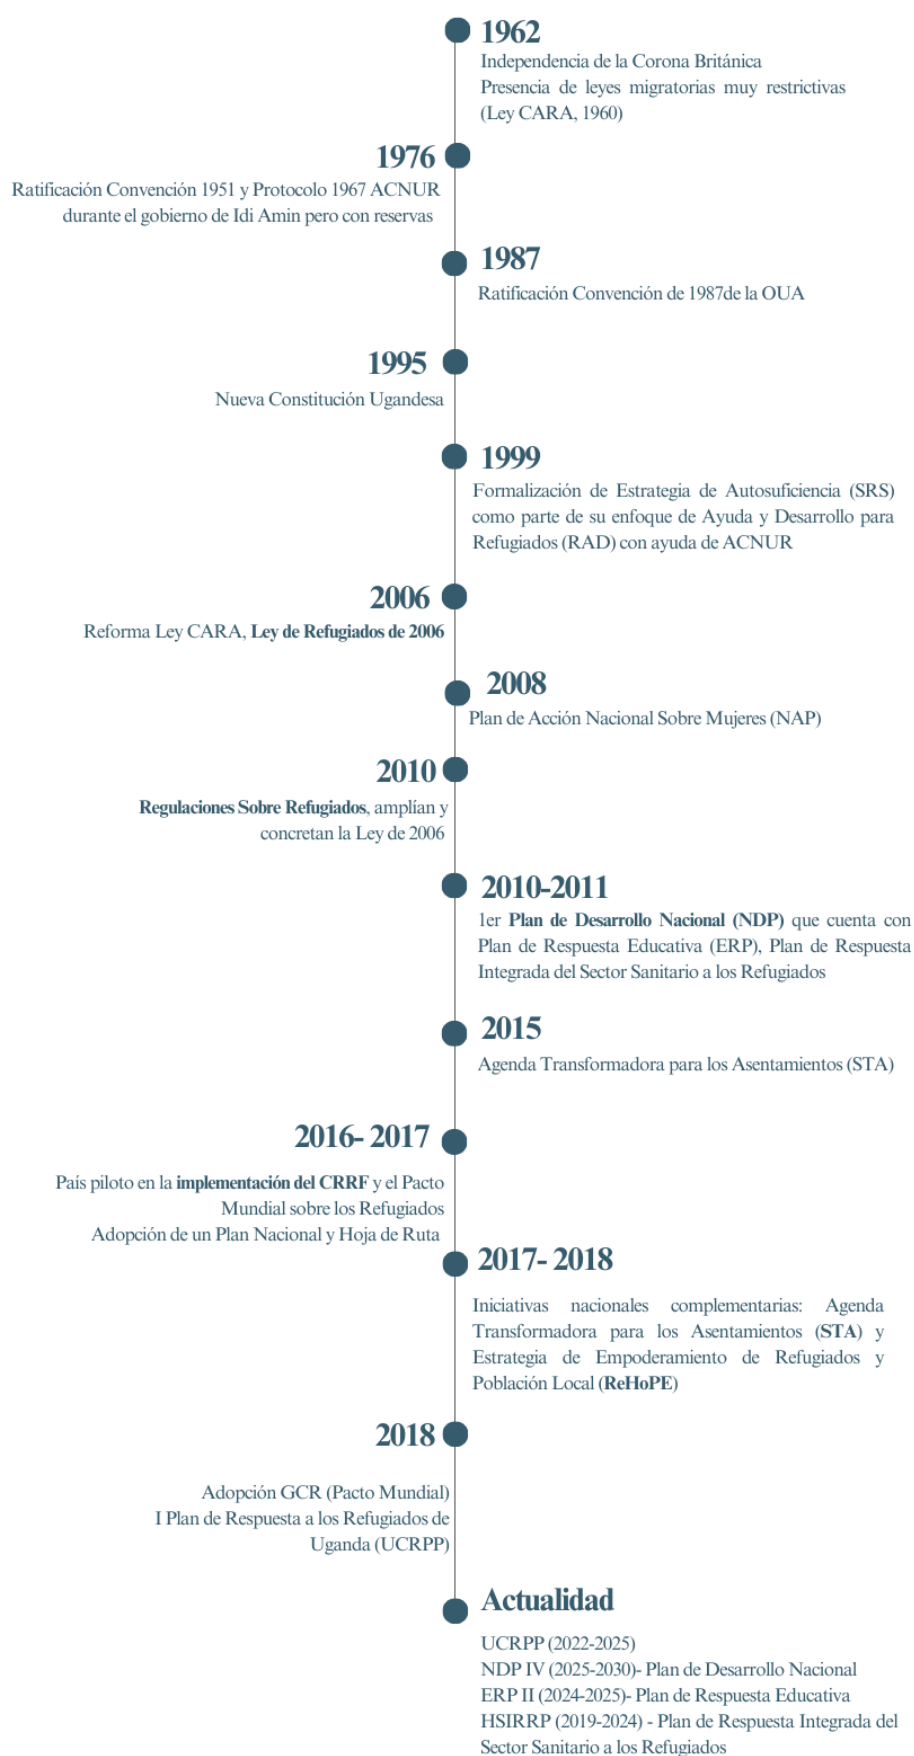 1962
Independencia de la Corona Británica
Presencia de leyes migratorias muy restrictivas
(Ley CARA, 1960)
1976
Ratificación Convención 1951 y Protocolo 1967 ACNUR
durante el gobierno de Idi Amin pero con reservas
1987
Ratificación Convención de 1987de la OUA
1995
Nueva Constitución Ugandesa
1999
Formalización de Estrategia de Autosuficiencia (SRS)
como parte de su enfoque de Ayuda y Desarrollo para
Refugiados (RAD) con ayuda de ACNUR
2006
Reforma Ley CARA, Ley de Refugiados de 2006
2008
Plan de Acción Nacional Sobre Mujeres (NAP)
2010
Regulaciones Sobre Refugiados, amplían y
concretan la Ley de 2006
2010-2011
1er Plan de Desarrollo Nacional (NDP) que cuenta con
Plan de Respuesta Educativa (ERP), Plan de Respuesta
Integrada del Sector Sanitario a los Refugiados
2015
Agenda Transformadora para los Asentamientos (STA)
2016- 2017
País piloto en la implementación del CRRF y el Pacto
Mundial sobre los Refugiados
Adopción de un Plan Nacional y Hoja de Ruta
2017- 2018
Iniciativas nacionales complementarias: Agenda
Transformadora para los Asentamientos (STA) y
Estrategia de Empoderamiento de Refugiados y
Población Local (ReHoPE)
2018
Adopción GCR (Pacto Mundial)
I Plan de Respuesta a los Refugiados de
Uganda (UCRPP)
Actualidad
UCRPP (2022-2025)
NDP IV (2025-2030)- Plan de Desarrollo Nacional
ERP II (2024-2025)- Plan de Respuesta Educativa
HSIRRP (2019-2024) - Plan de Respuesta Integrada del
Sector Sanitario a los Refugiados